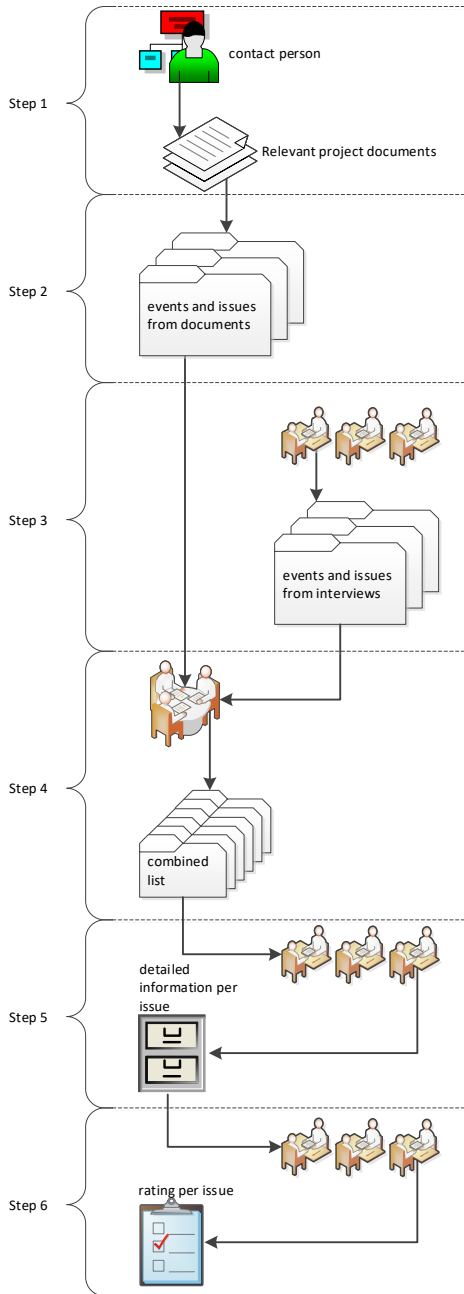 contact person
Step 1
Relevant project documents
Step 2
events and issues
from documents
Step 3
events and issues
from interviews
Step 4
combined
list
detailed
information per
issue
Step 5
rating per issue
Step 6